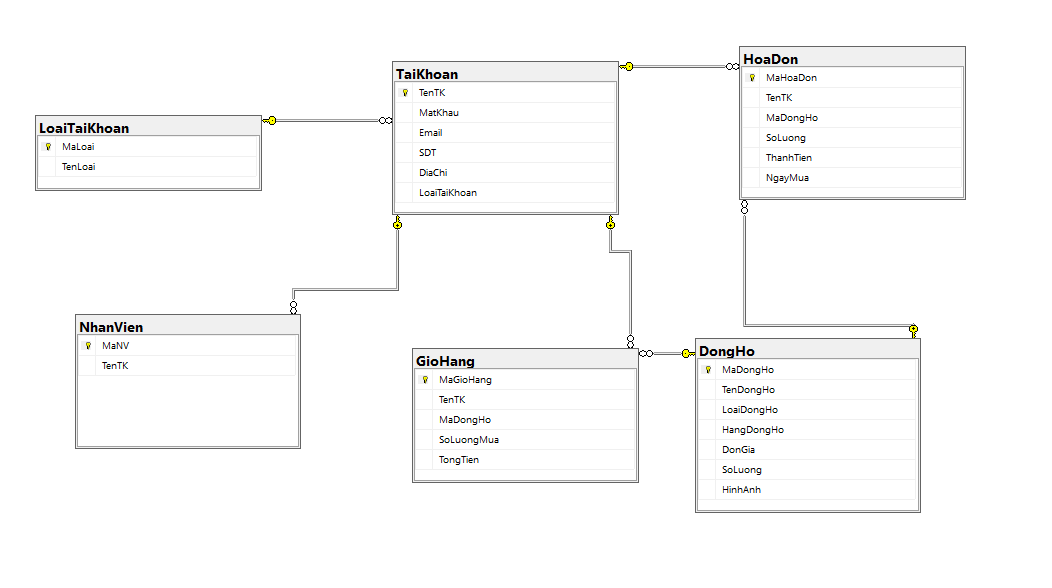 LoaiTaiKhoan
MaLoai
TenLoai
TaiKhoan
TenTK
MatKhau
Email
SDT
DiaChi
LoaiTaiKhoan
HoaDon
MaHoaDon
TenTK
MaDongHo
SoLuong
ThanhTien
NgayMua
NhanVien
MaNV
TenTK
GioHang
MaGioHang
TenTK
MaDongHo
SoLuongMua
TongTien
DongHo
MaDongHo
TenDongHo
LoaiDongHo
HangDongHo
DonGia
SoLuong
HinhAnh